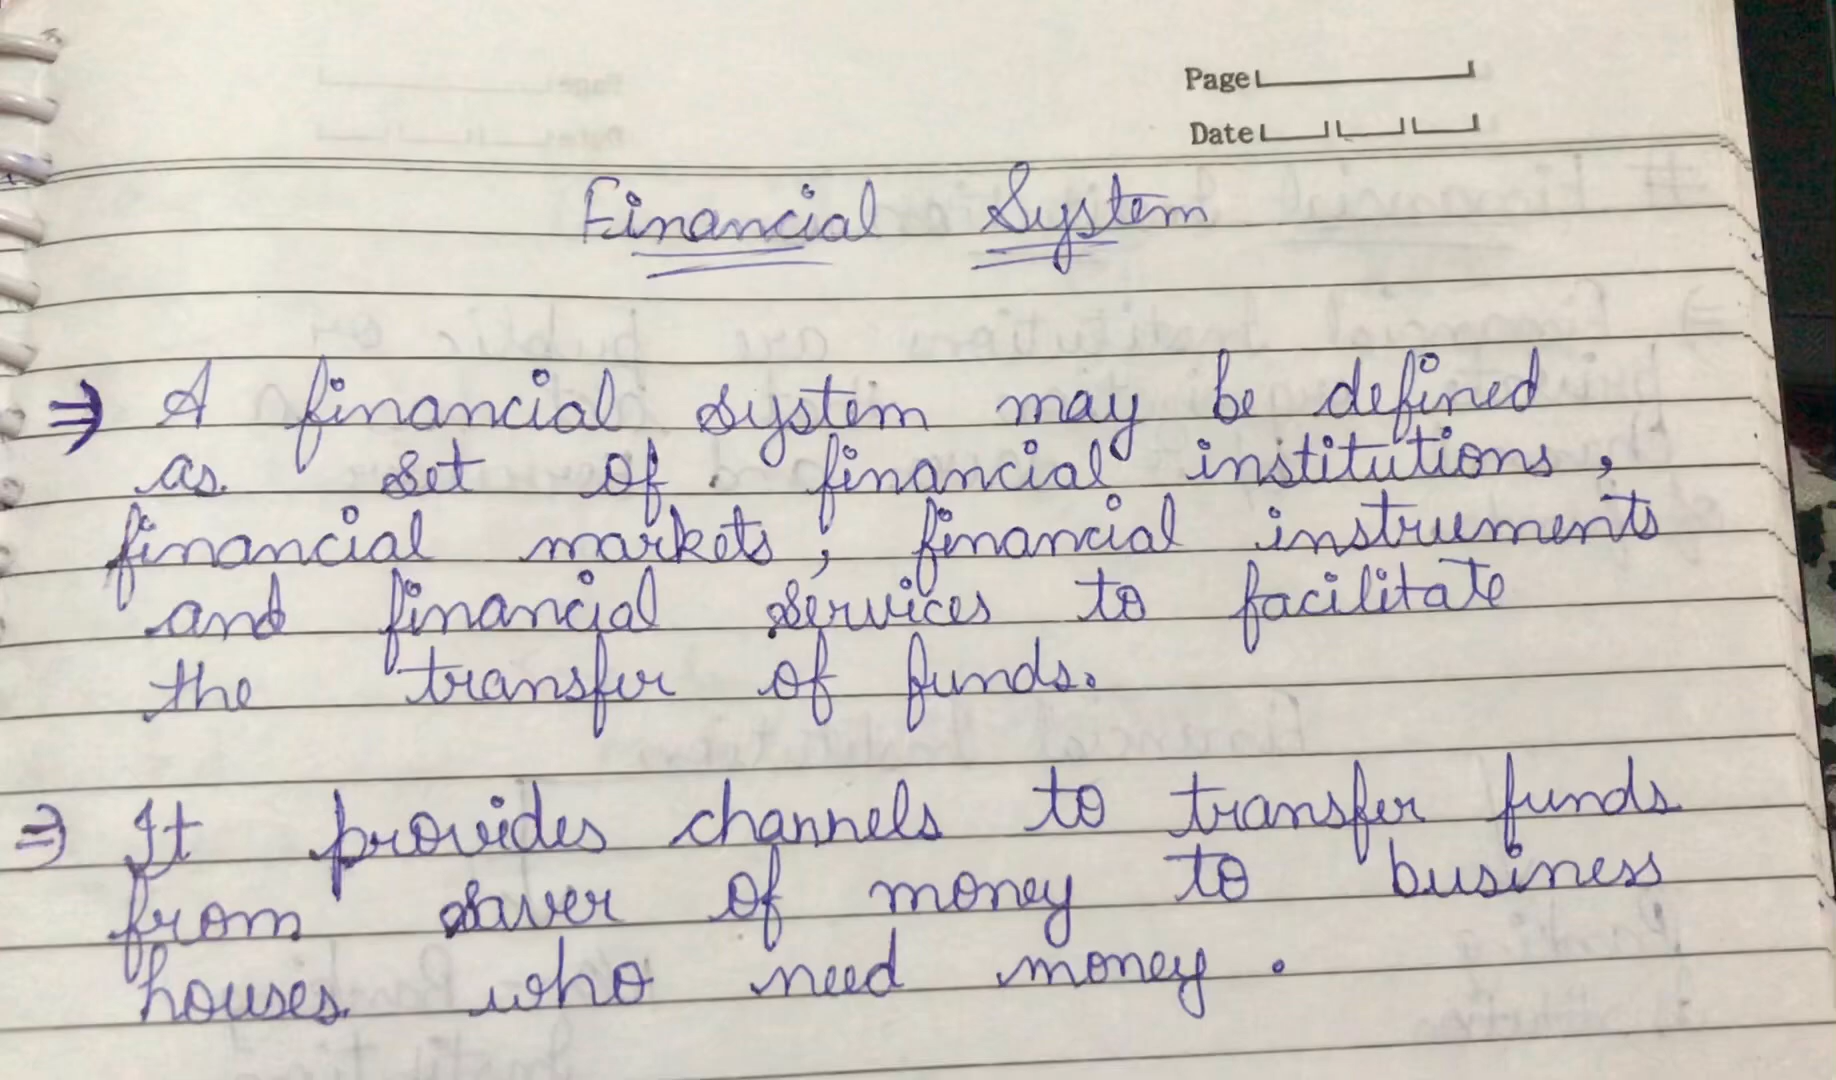 Page
Date
Financial System
⇒ A financial system may be defined
as set of financial institutions,
financial markets, financial instruments
and financial services to facilitate
the transfer of funds.
⇒ It provides channels to transfer funds
from saver of money to business
houses who need money.